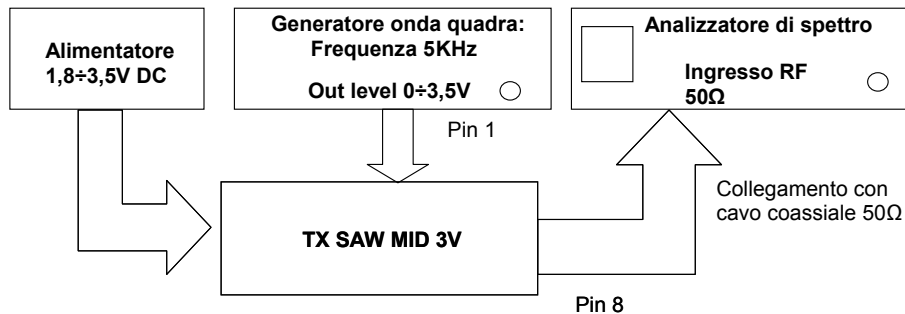 Alimentatore
1,8÷3,5V DC
Generatore onda quadra:
Frequenza 5KHz
Out level 0÷3,5V
Analizzatore di spettro
Ingresso RF
50Ω
Pin 1
Collegamento con
cavo coassiale 50Ω
TX SAW MID 3V
Pin 8